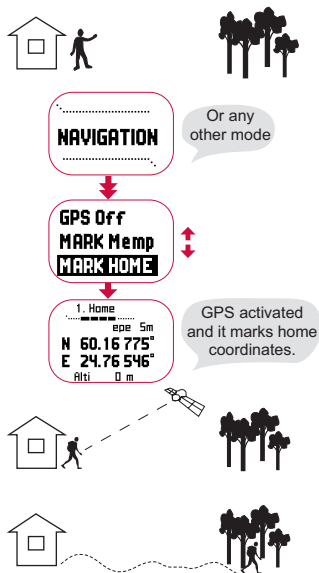 NAVIGATION
Or any
other mode
GPS Off
MARK Memp
MARK HOME
1. Home
epe 5m
N 60.16 775°
E 24.76 546°
Alti 0 m
GPS activated
and it marks home
coordinates.